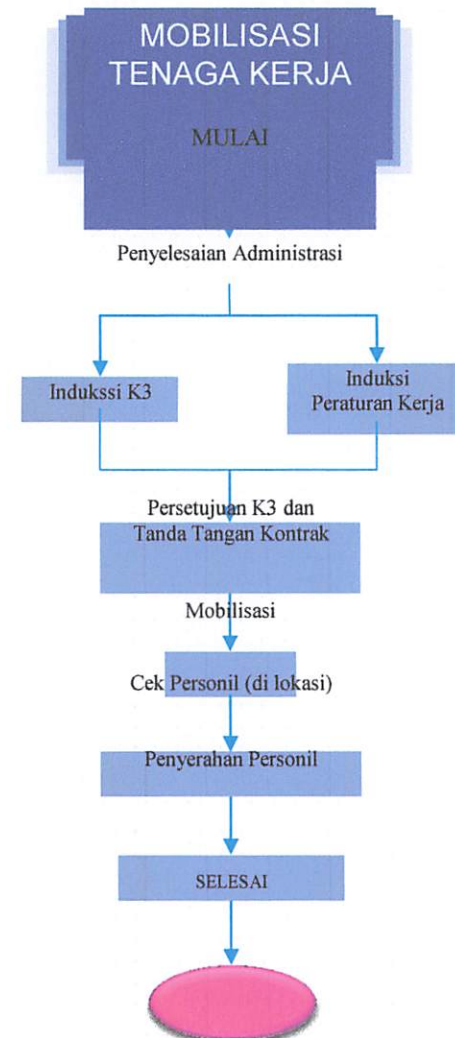 MOBILISASI
TENAGA KERJA
MULAI
Penyelesaian Administrasi
Indukssi K3
Induksi
Peraturan Kerja
Persetujuan K3 dan
Tanda Tangan Kontrak
Mobilisasi
Cek Personil (di lokasi)
Penyerahan Personil
SELESAI